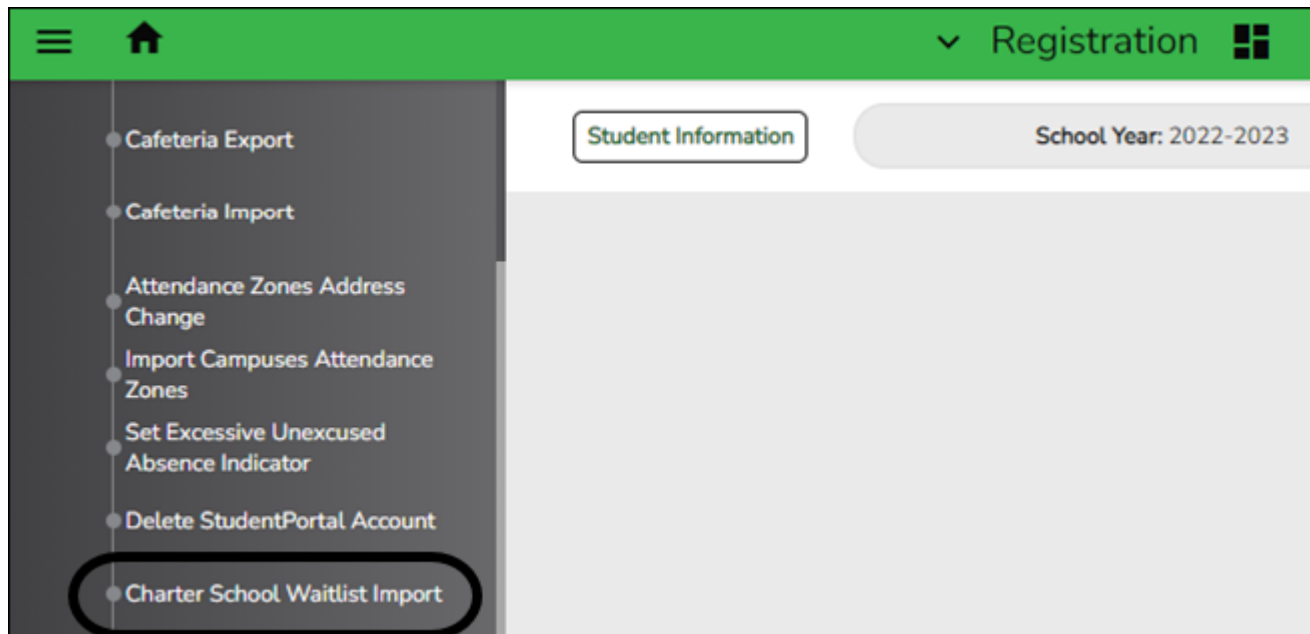 Registration
Cafeteria Export
Student Information
School Year: 2022-2023
Cafeteria Import
Attendance Zones Address
Change
Import Campuses Attendance
Zones
Set Excessive Unexcused
Absence Indicator
Delete StudentPortal Account
Charter School Waitlist Import